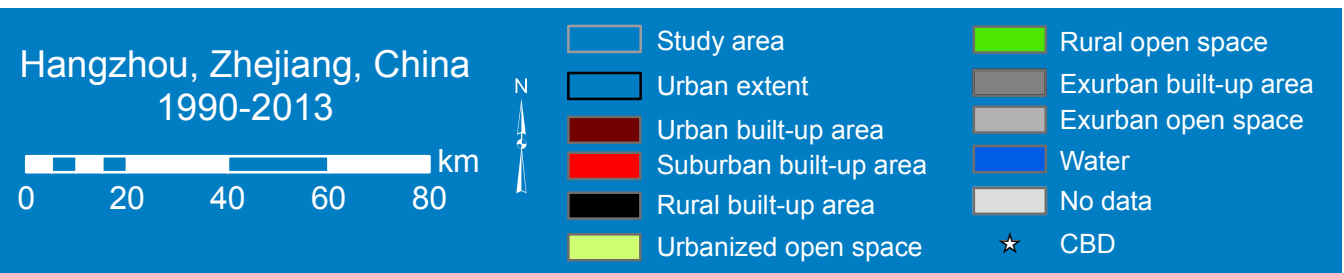 Hangzhou, Zhejiang, China
1990-2013
N
km
0 20 40 60 80
Study area
Urban extent
Urban built-up area
Suburban built-up area
Rural built-up area
Urbanized open space
Rural open space
Exurban built-up area
Exurban open space
Water
No data
CBD